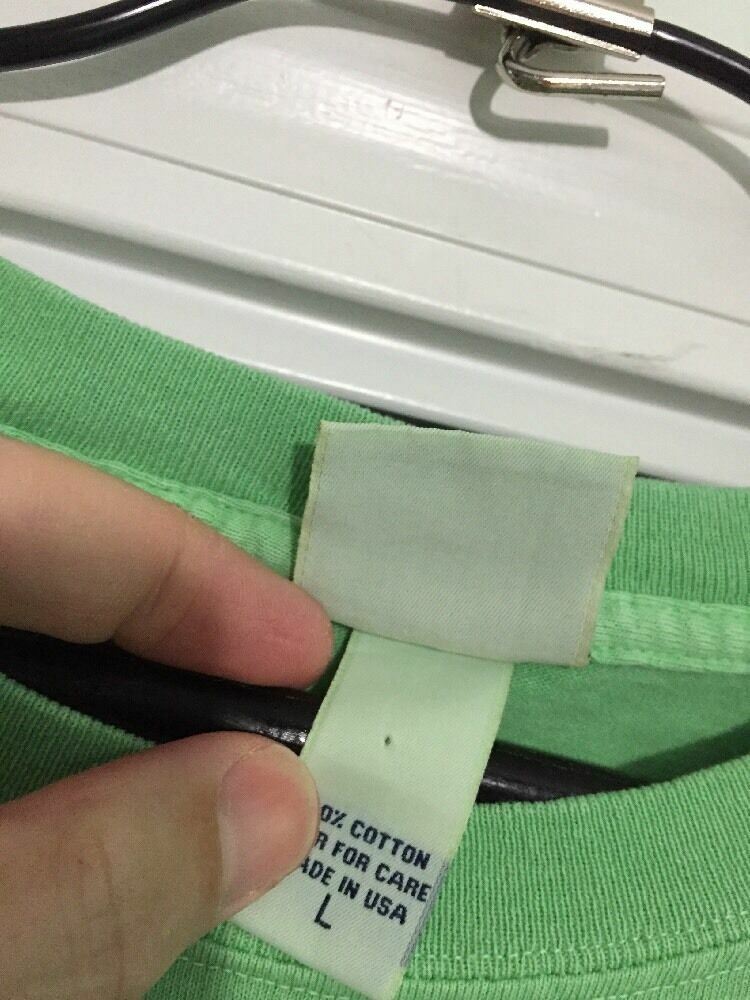 0% COTTON
R FOR CARE
ADE IN USA
L